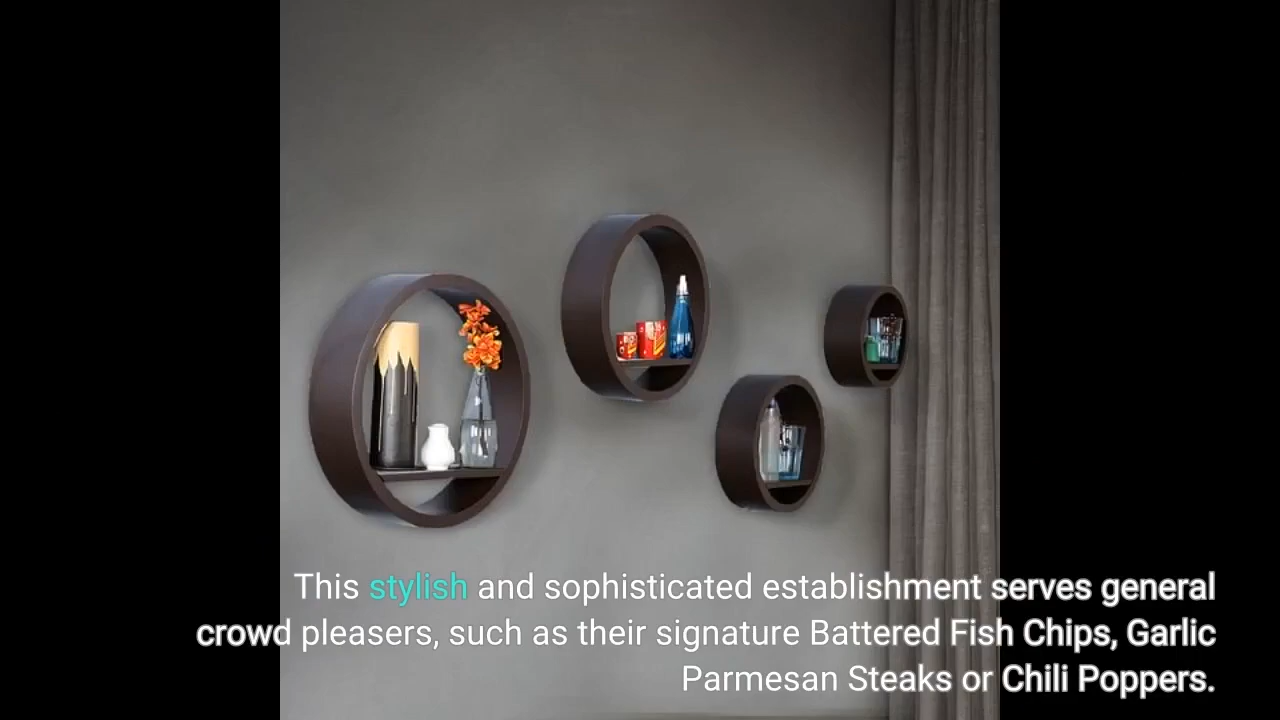 This stylish and sophisticated establishment serves general
crowd pleasers, such as their signature Battered Fish Chips, Garlic
Parmesan Steaks or Chili Poppers.